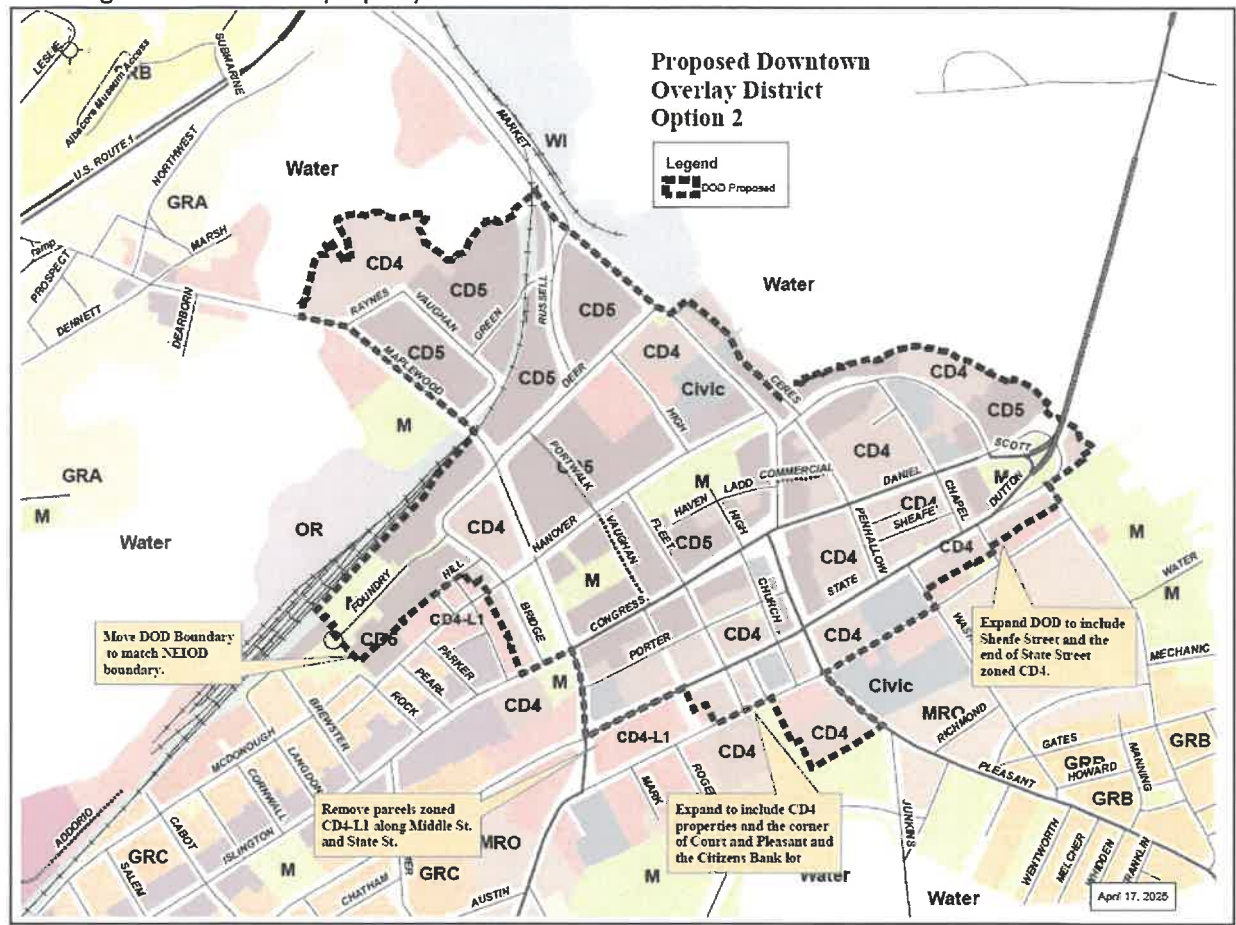 Proposed Downtown
Overlay District
Option 2
Legend
DOD Proposed
LESLIE
SUBMARINE
Albacora Museum Access
U.S. ROUTE 1
NORTHWEST
Water
MARKET
WI
GRA
MARSH
ramp
PROSPECT
DENNETT
DEARBORN
CD4
CD5
RAYNES
VAUGHAN
GREEN
RUSSELL
CD5
Water
CD5
MAPLEWOOD
CD5
DEER
CD4
Civic
HIGH
CERES
CD4
CD5
SCOTT
M
GRA
M
Water
OR
PORTWALK
M
COMMERCIAL
LADD
HAVEN
HIGH
CD4
DANIEL
CHAPEL
M
DUTTON
SHEAFE
PENHALLOW
CD4
HANOVER
VAUGHAN
FLEET
CD5
CD4
CD4
STATE
M
WATER
M
FOUNDRY
HILL
CD4-L1
BRIDGE
M
CONGRESS
CHURCH
PORTER
CD4
CD4
Civic
Move DOD Boundary
to match NEIOD
boundary.
Expand DOD to include
Sheafe Street and the
end of State Street
zoned CD4.
MECHANIC
PARKER
PEARL
ROCK
BREWSTER
CD4
M
CD4-L1
CD4
CD4
MRO
RICHMOND
GATES
HOWARD
MANNING
GRB
GRB
PLEASANT
MCDONOUGH
LANGDON
CORNWALL
CABOT
ISLINGTON
MARK
Remove parcels zoned
CD4-L1 along Middle St.
and State St.
Expand to include CD4
properties and the corner
of Court and Pleasant and
the Citizens Bank lot
JUNKINS
WENTWORTH
MELCHER
WHIDDEN
FRANKLIN
GRC
SALEM
M
CHATHAM
GRC
MRO
AUSTIN
M
Water
Water
April 17, 2025